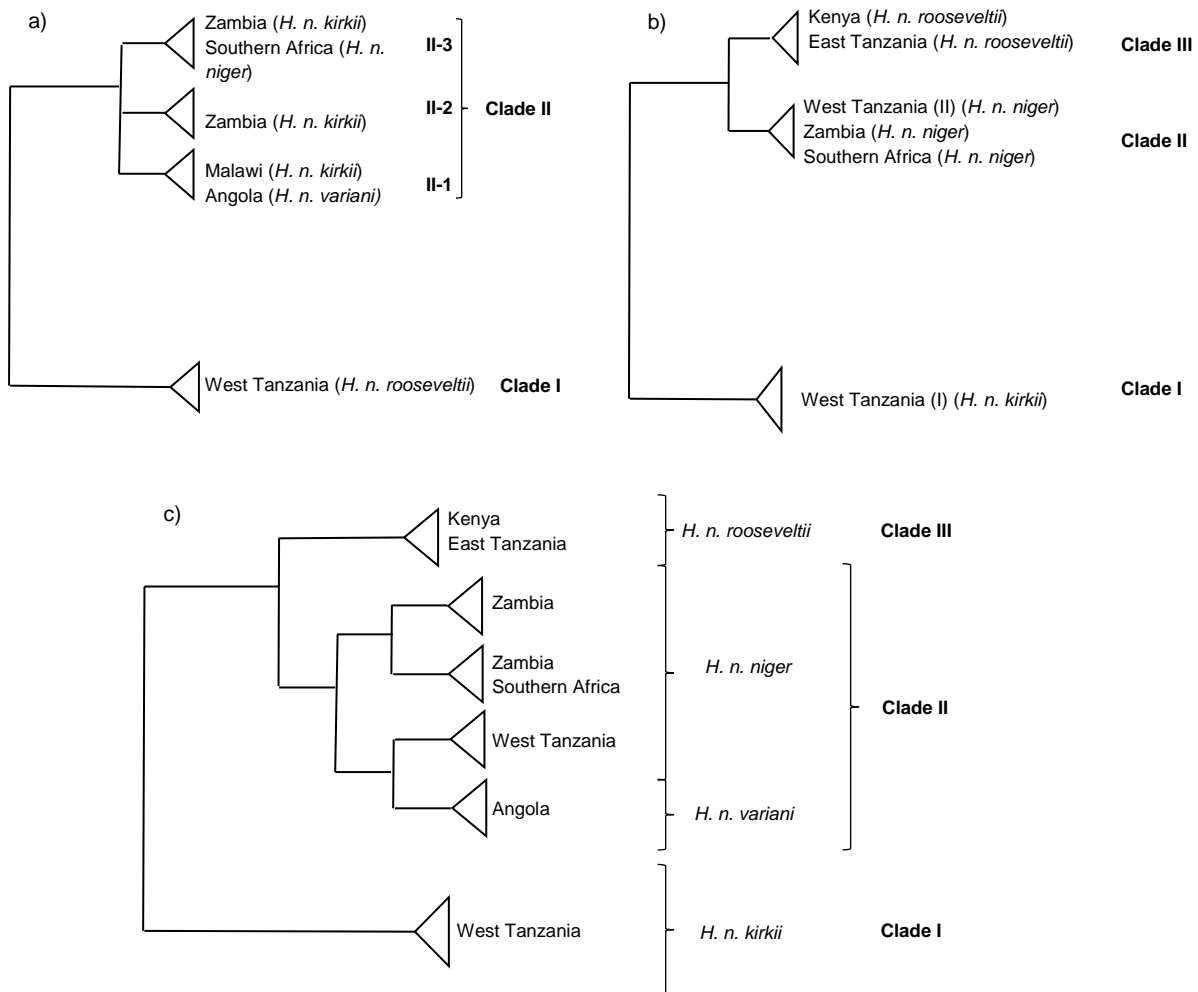 a)
Zambia (H. n. kirkii)
Southern Africa (H. n.
niger)
II-3
Zambia (H. n. kirkii)
II-2
Clade II
Malawi (H. n. kirkii)
Angola (H. n. variani)
II-1
West Tanzania (H. n. rooseveltii)
Clade I
b)
Kenya (H. n. rooseveltii)
East Tanzania (H. n. rooseveltii)
Clade III
West Tanzania (II) (H. n. niger)
Zambia (H. n. niger)
Southern Africa (H. n. niger)
Clade II
West Tanzania (I) (H. n. kirkii)
Clade I
c)
Kenya
East Tanzania
H. n. rooseveltii
Clade III
Zambia
Zambia
Southern Africa
H. n. niger
West Tanzania
Clade II
Angola
H. n. variani
West Tanzania
H. n. kirkii
Clade I